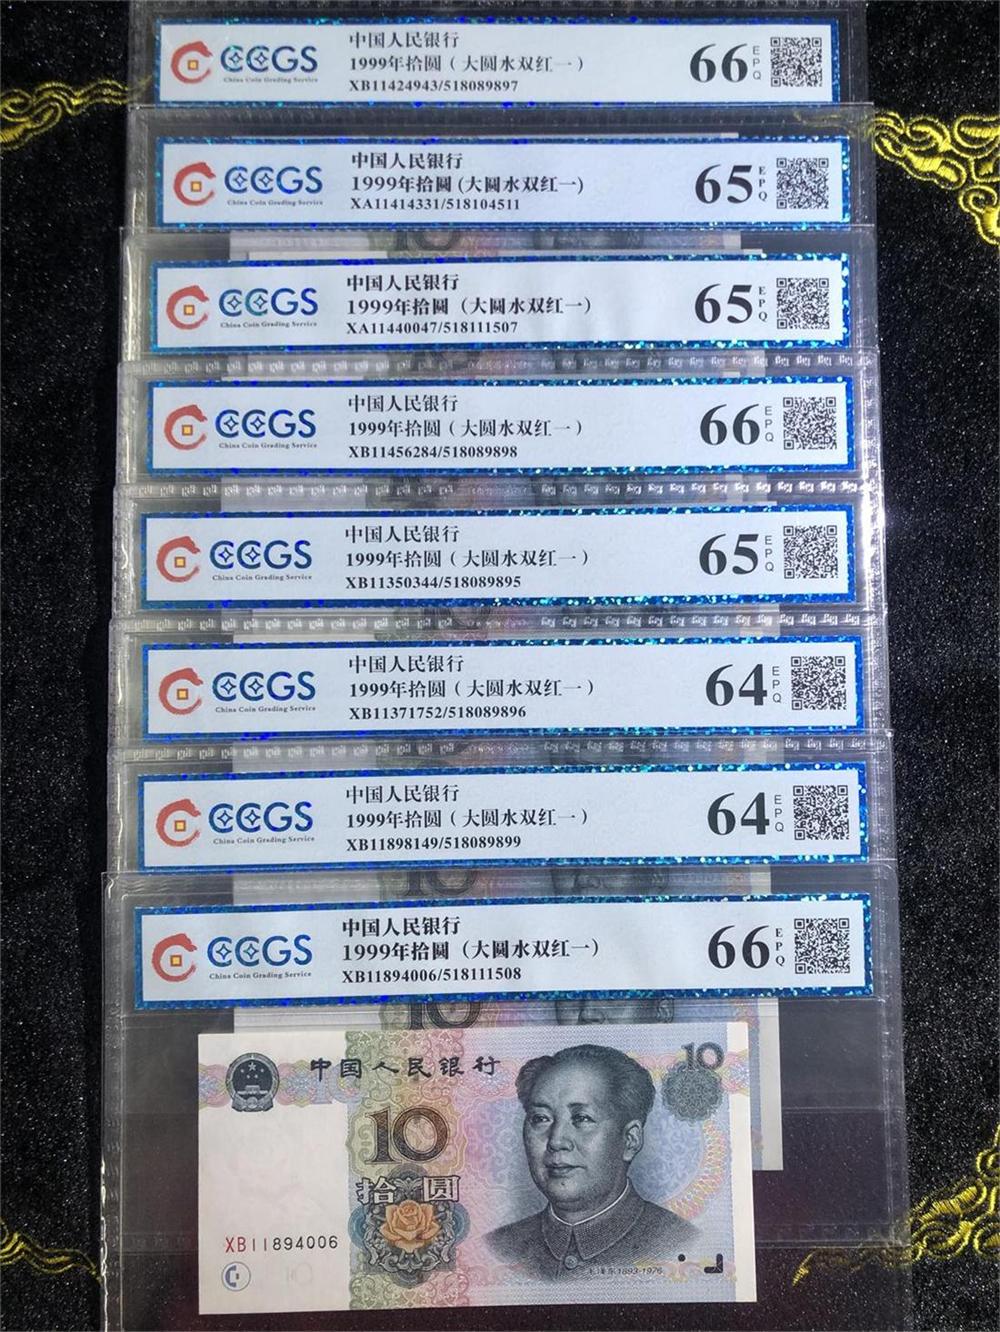 CCGS
China Coin Grading Service
中国人民银行
1999年拾圆（大圆水双红一）
XB11424943/518089897
66
EPQ
CCGS
China Coin Grading Service
中国人民银行
1999年拾圆(大圆水双红一)
XA11414331/518104511
65
EPQ
CCGS
China Coin Grading Service
中国人民银行
1999年拾圆（大圆水双红一）
XA11440047/518111507
65
EPQ
CCGS
China Coin Grading Service
中国人民银行
1999年拾圆（大圆水双红一）
XB11456284/518089898
66
EPQ
CCGS
China Coin Grading Service
中国人民银行
1999年拾圆（大圆水双红一）
XB11350344/518089895
65
EPQ
CCGS
China Coin Grading Service
中国人民银行
1999年拾圆（大圆水双红一）
XB11371752/518089896
64
EPQ
CCGS
China Coin Grading Service
中国人民银行
1999年拾圆（大圆水双红一）
XB11898149/518089899
64
EPQ
CCGS
China Coin Grading Service
中国人民银行
1999年拾圆（大圆水双红一）
XB11894006/518111508
66
EPQ
10
中国人民银行
10
10
拾圆
XB11894006
毛泽东1893-1976